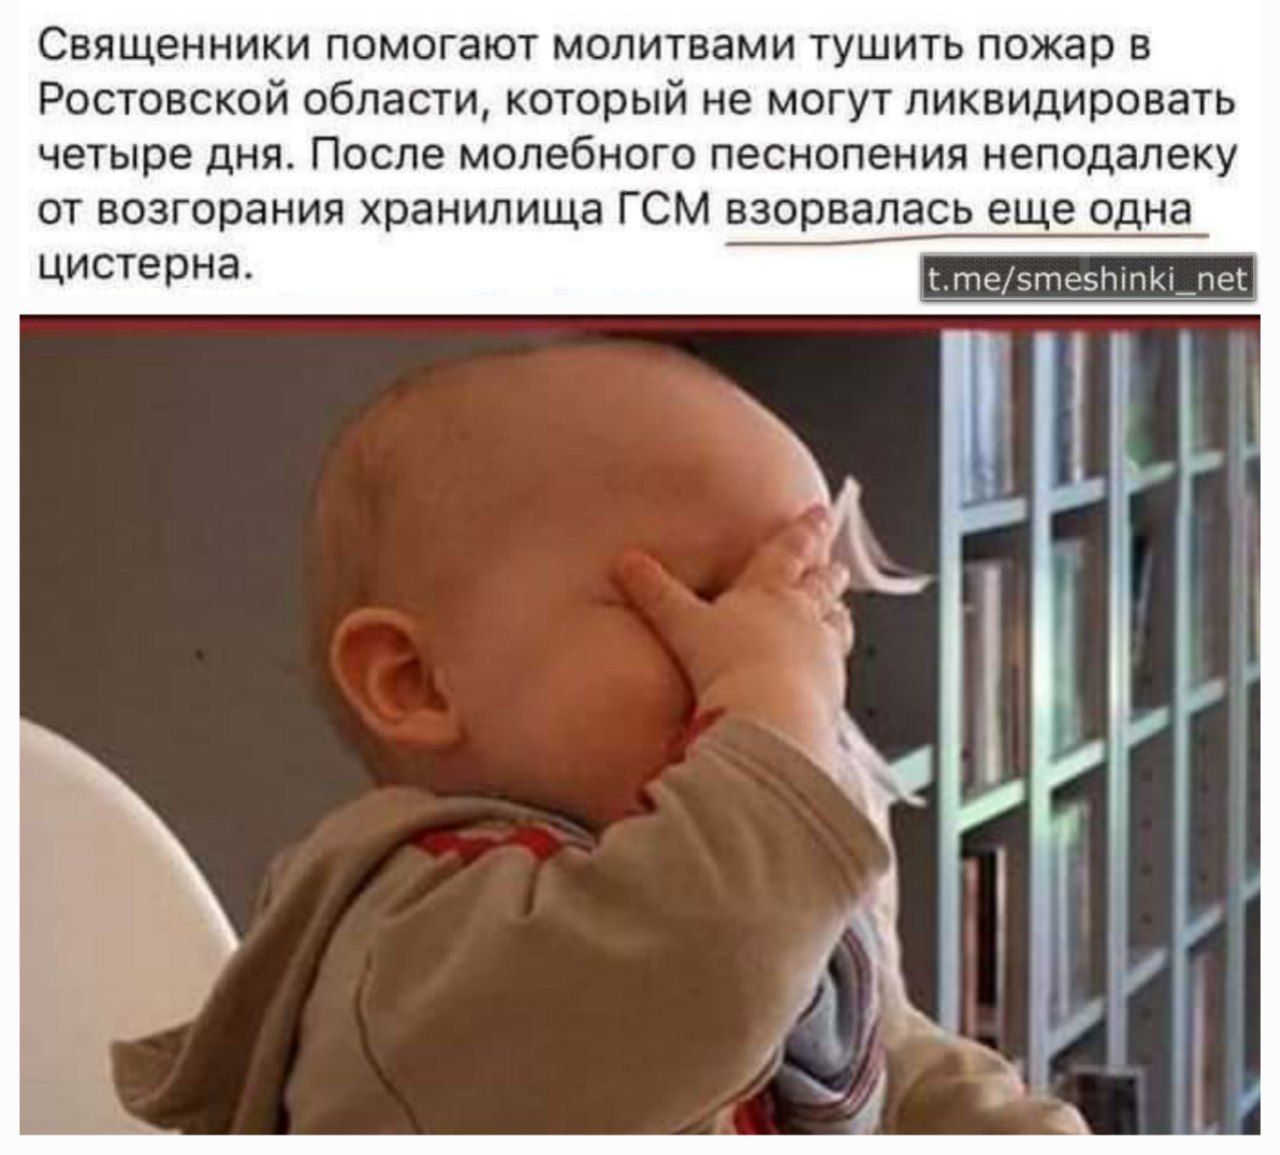 Священники помогают молитвами тушить пожар в
Ростовской области, который не могут ликвидировать
четыре дня. После молебного песнопения неподалеку
от возгорания хранилища ГСМ взорвалась еще одна
цистерна.
t.me/smeshinki_net